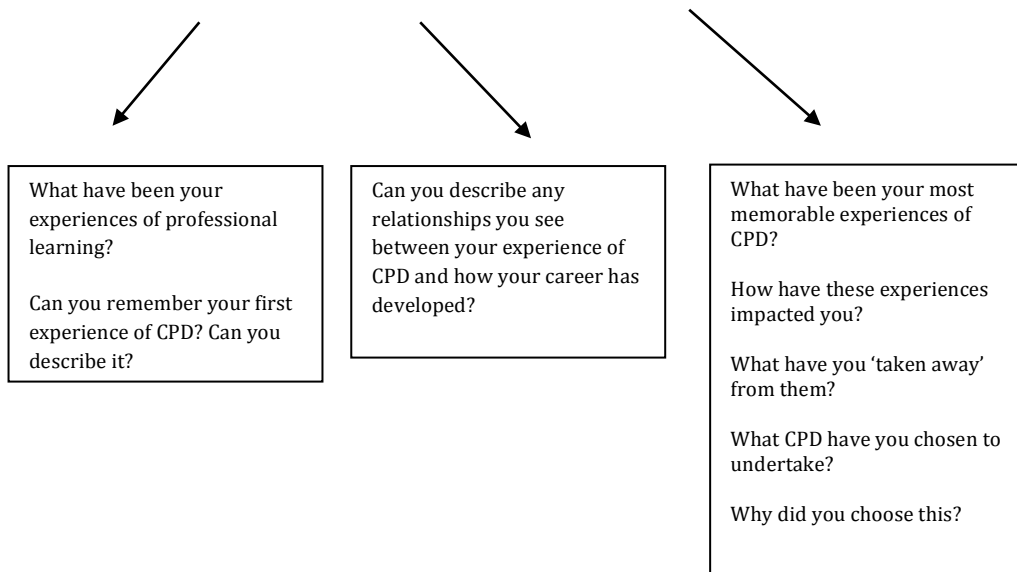 What have been your
experiences of professional
learning?
Can you remember your first
experience of CPD? Can you
describe it?
Can you describe any
relationships you see
between your experience of
CPD and how your career has
developed?
What have been your most
memorable experiences of
CPD?
How have these experiences
impacted you?
What have you ‘taken away’
from them?
What CPD have you chosen to
undertake?
Why did you choose this?